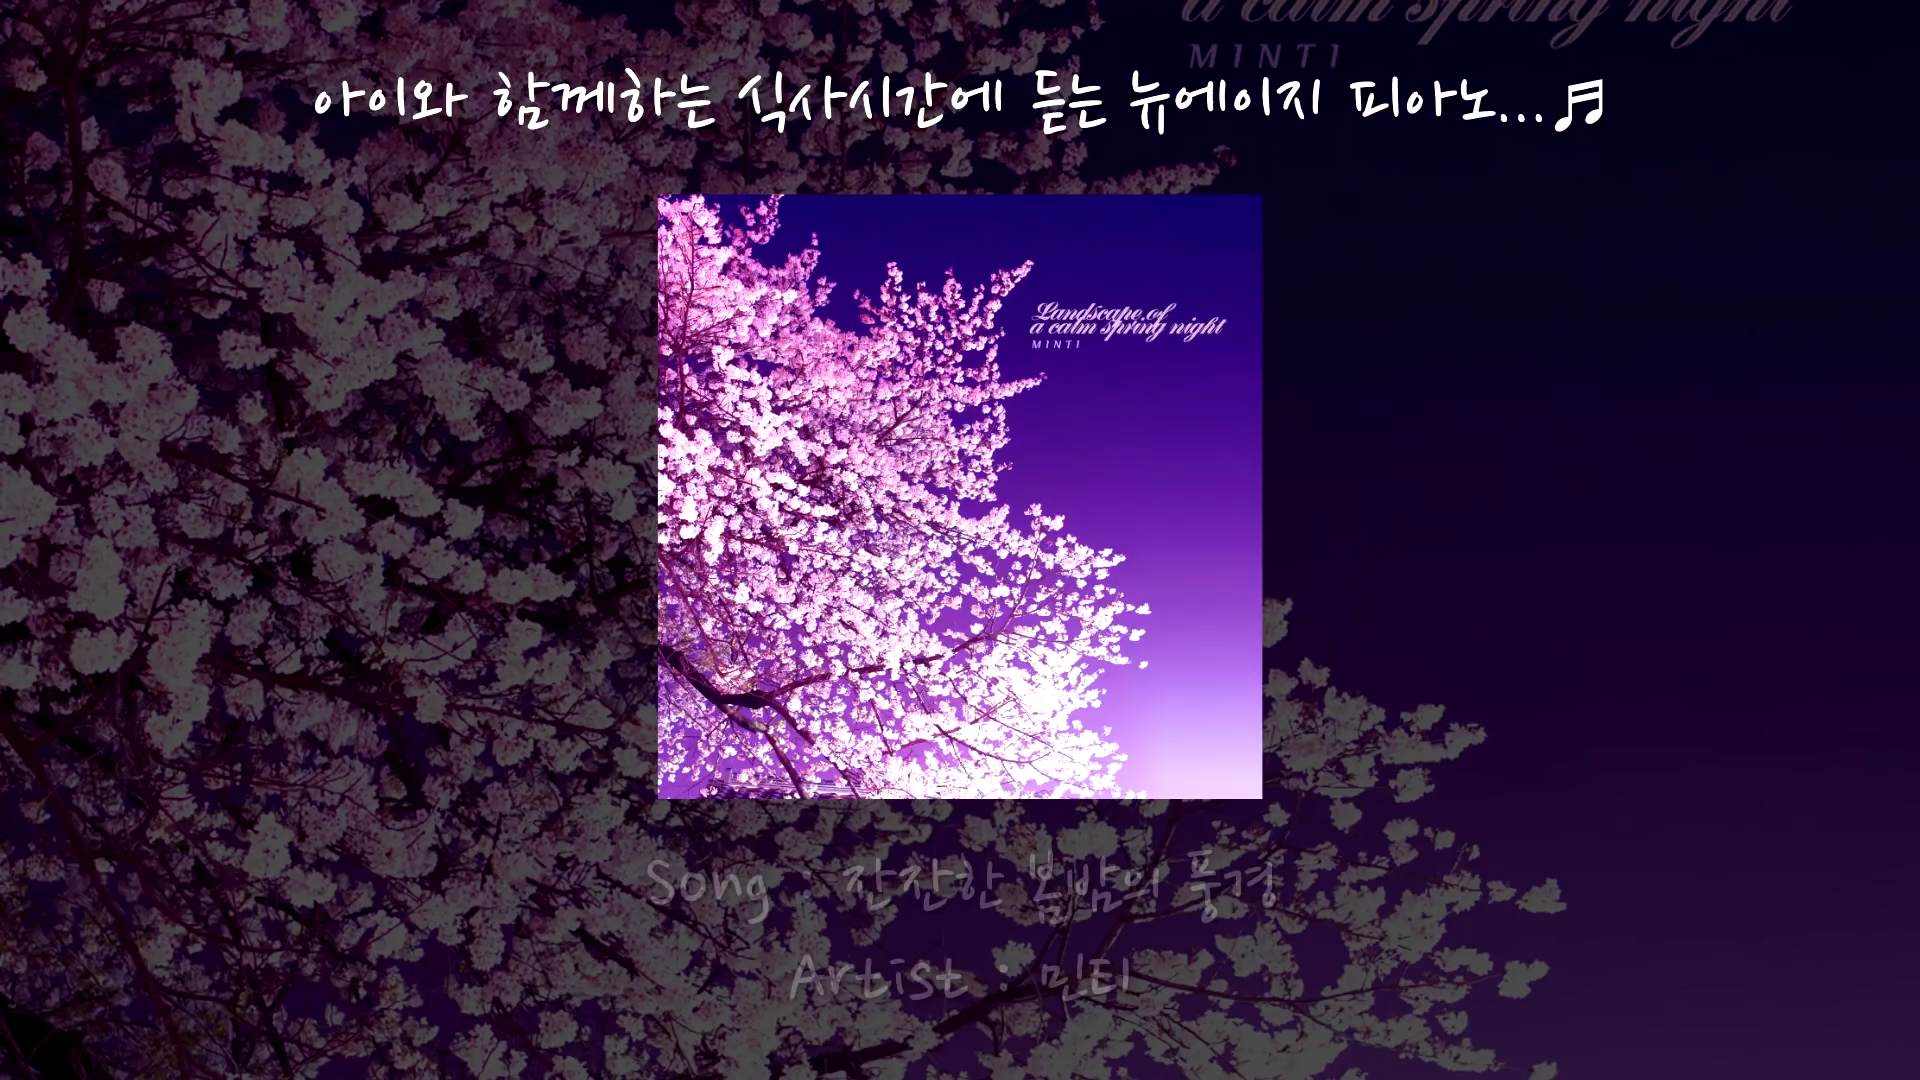 a calm spring night
MINTI
아이와 함께하는 식사시간에 듣는 뉴에이지 피아노...♬
Landscape of
a calm spring night
MINTI
Song : 잔잔한 봄밤의 풍경
Artist : 민티